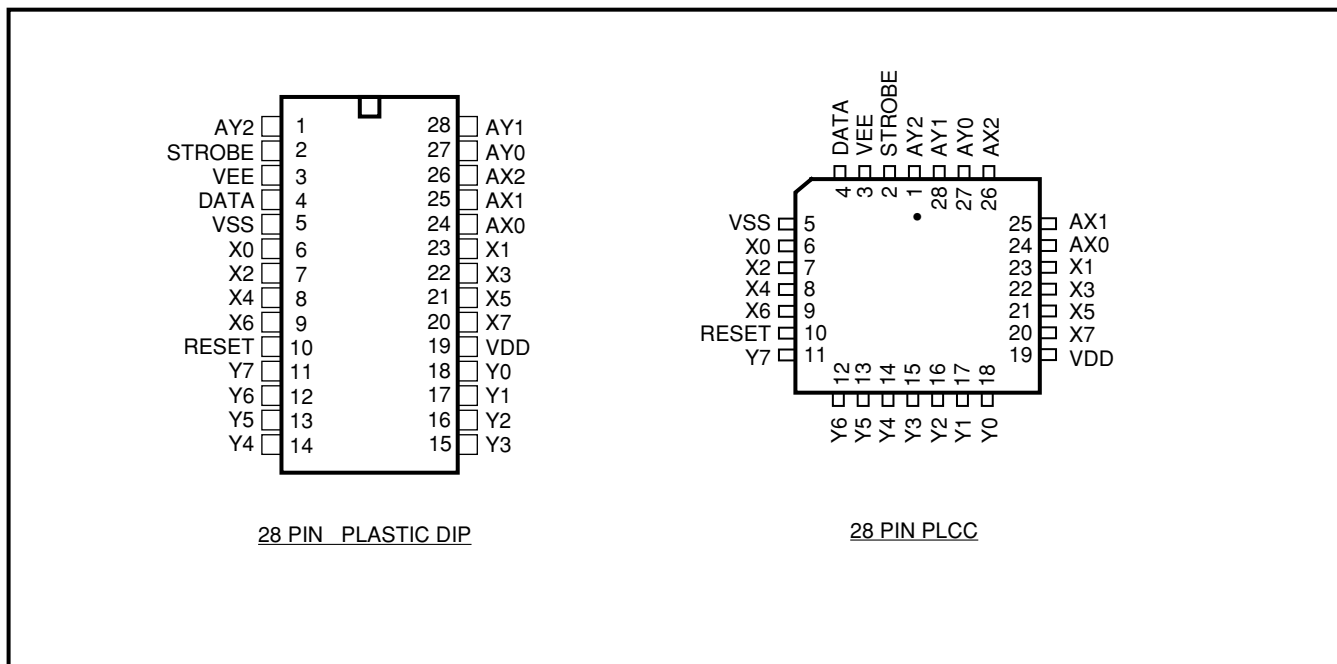 AY2 1 28 AY1
STROBE 2 27 AY0
VEE 3 26 AX2
DATA 4 25 AX1
VSS 5 24 AX0
X0 6 23 X1
X2 7 22 X3
X4 8 21 X5
X6 9 20 X7
RESET 10 19 VDD
Y7 11 18 Y0
Y6 12 17 Y1
Y5 13 16 Y2
Y4 14 15 Y3
28 PIN PLASTIC DIP
DATA VEE STROBE AY2 AY1 AY0 AX2
4 3 2 1 28 27 26
VSS 5 25 AX1
X0 6 24 AX0
X2 7 23 X1
X4 8 22 X3
X6 9 21 X5
RESET 10 20 X7
Y7 11 19 VDD
12 13 14 15 16 17 18
Y6 Y5 Y4 Y3 Y2 Y1 Y0
28 PIN PLCC